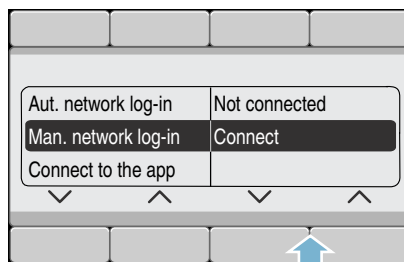 Aut. network log-in Not connected
Man. network log-in Connect
Connect to the app